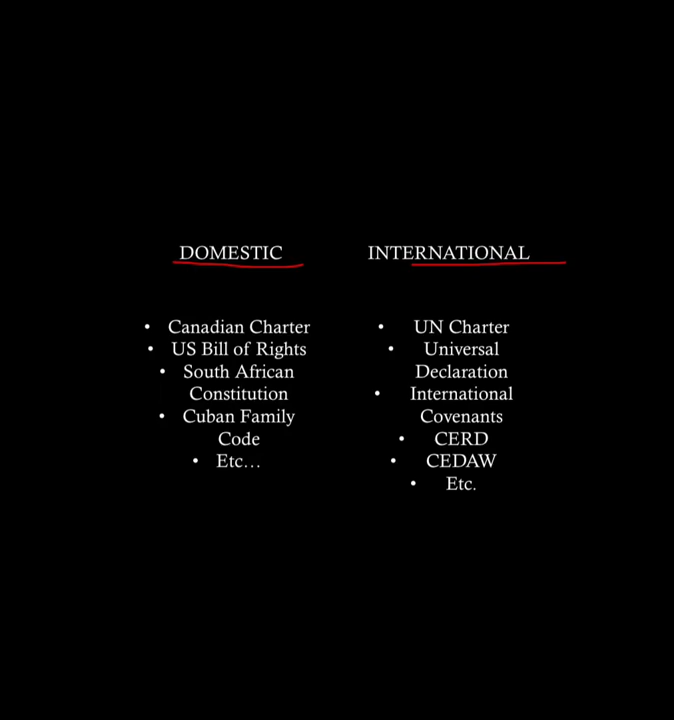 DOMESTIC
• Canadian Charter
• US Bill of Rights
• South African
Constitution
• Cuban Family
Code
• Etc…
INTERNATIONAL
• UN Charter
• Universal
Declaration
• International
Covenants
• CERD
• CEDAW
• Etc.